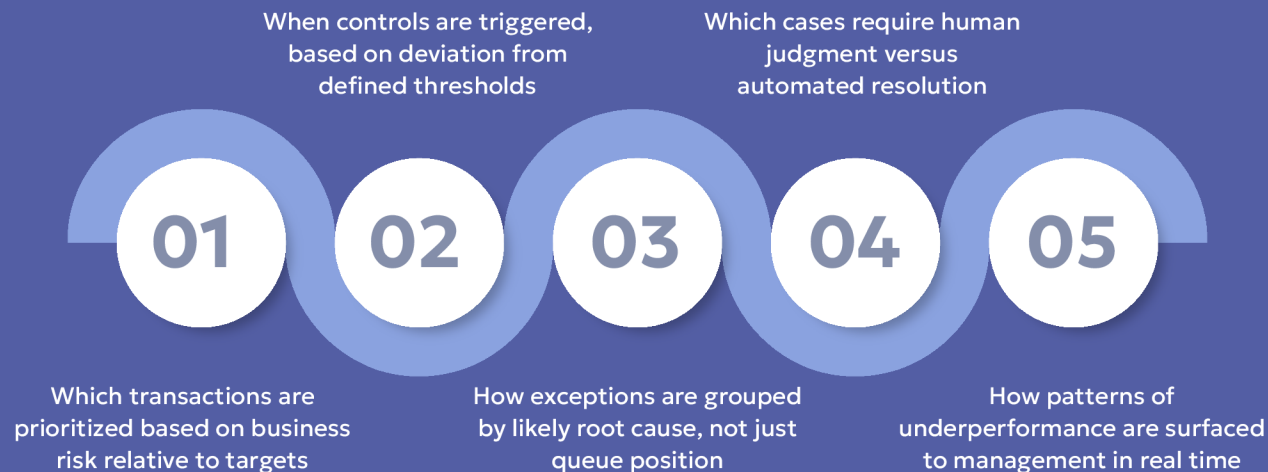 When controls are triggered,
based on deviation from
defined thresholds
Which cases require human
judgment versus
automated resolution
01
02
03
04
05
Which transactions are
prioritized based on business
risk relative to targets
How exceptions are grouped
by likely root cause, not just
queue position
How patterns of
underperformance are surfaced
to management in real time